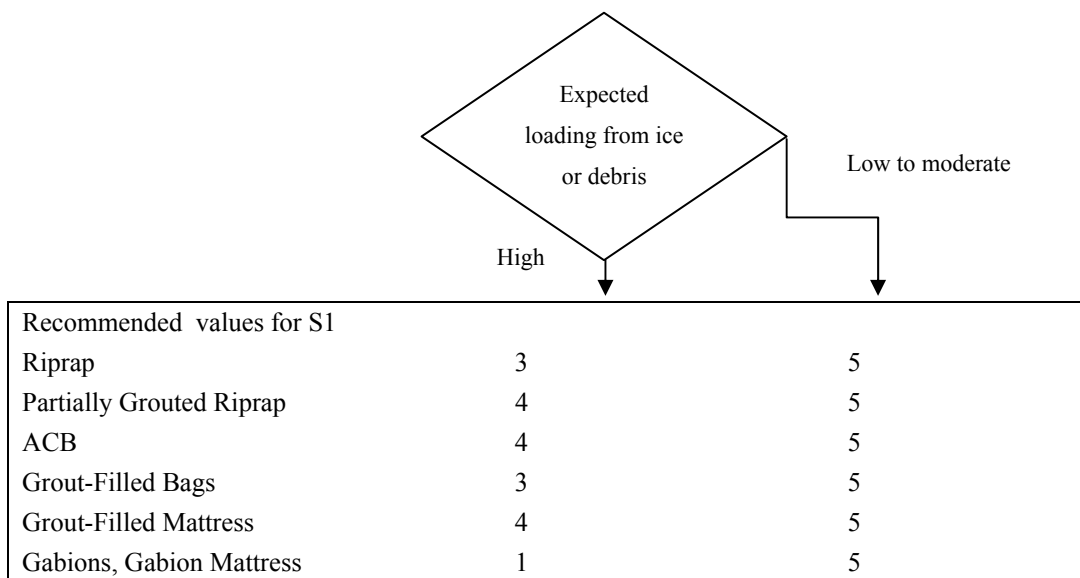 Expected
loading from ice
or debris
Low to moderate
High
Recommended values for S1
Riprap 3 5
Partially Grouted Riprap 4 5
ACB 4 5
Grout-Filled Bags 3 5
Grout-Filled Mattress 4 5
Gabions, Gabion Mattress 1 5